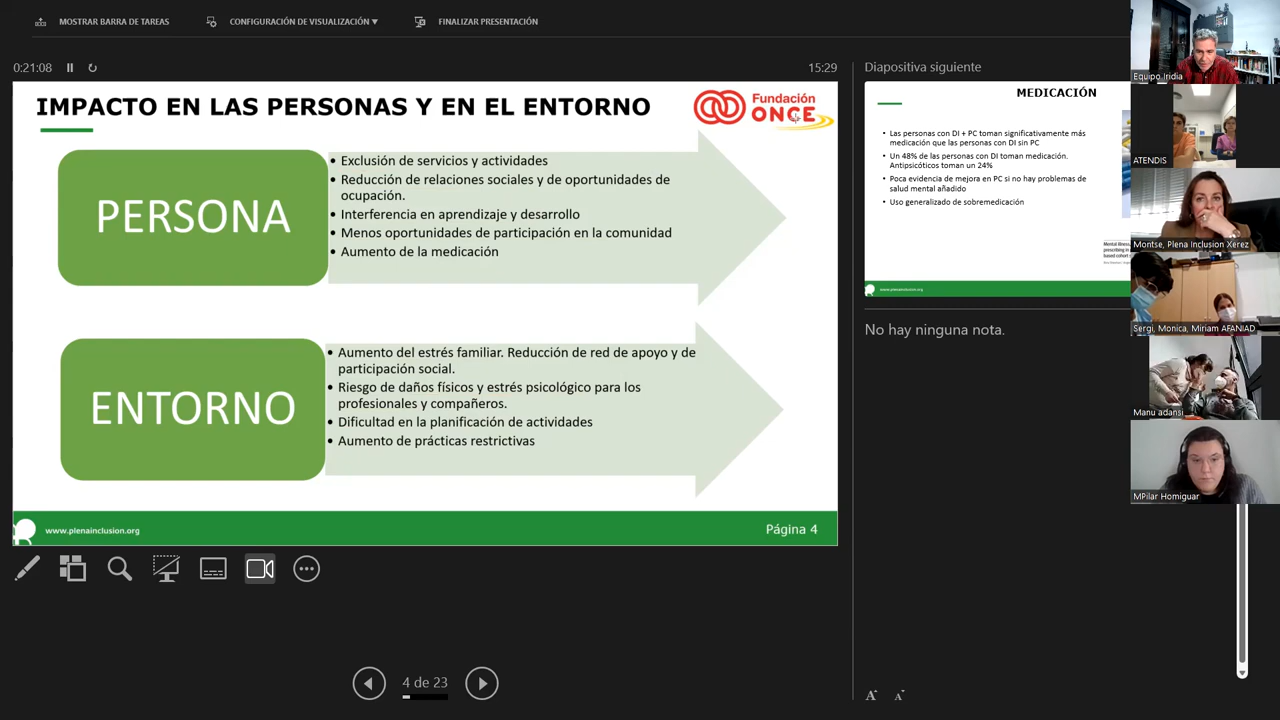 MOSTRAR BARRA DE TAREAS
CONFIGURACIÓN DE VISUALIZACIÓN ▼
FINALIZAR PRESENTACIÓN
0:21:08
15:29
IMPACTO EN LAS PERSONAS Y EN EL ENTORNO
Fundación
ONCE
PERSONA
• Exclusión de servicios y actividades
• Reducción de relaciones sociales y de oportunidades de
ocupación.
• Interferencia en aprendizaje y desarrollo
• Menos oportunidades de participación en la comunidad
• Aumento de la medicación
ENTORNO
• Aumento del estrés familiar. Reducción de red de apoyo y de
participación social.
• Riesgo de daños físicos y estrés psicológico para los
profesionales y compañeros.
• Dificultad en la planificación de actividades
• Aumento de prácticas restrictivas
www.plenainclusion.org
Página 4
4 de 23
Diapositiva siguiente
MEDICACIÓN
• Las personas con DI + PC toman significativamente más
medicación que las personas con DI sin PC
• Un 48% de las personas con DI toman medicación.
Antipsicóticos toman un 24%
• Poca evidencia de mejora en PC si no hay problemas de
salud mental añadido
• Uso generalizado de sobremedicación
www.plenainclusion.org
No hay ninguna nota.
A A
Equipo Iridia
ATENDIS
Montse, Plena Inclusion Xerez
Sergi, Monica, Miriam AFANIAD
Manu adansi
MPilar Homiguar